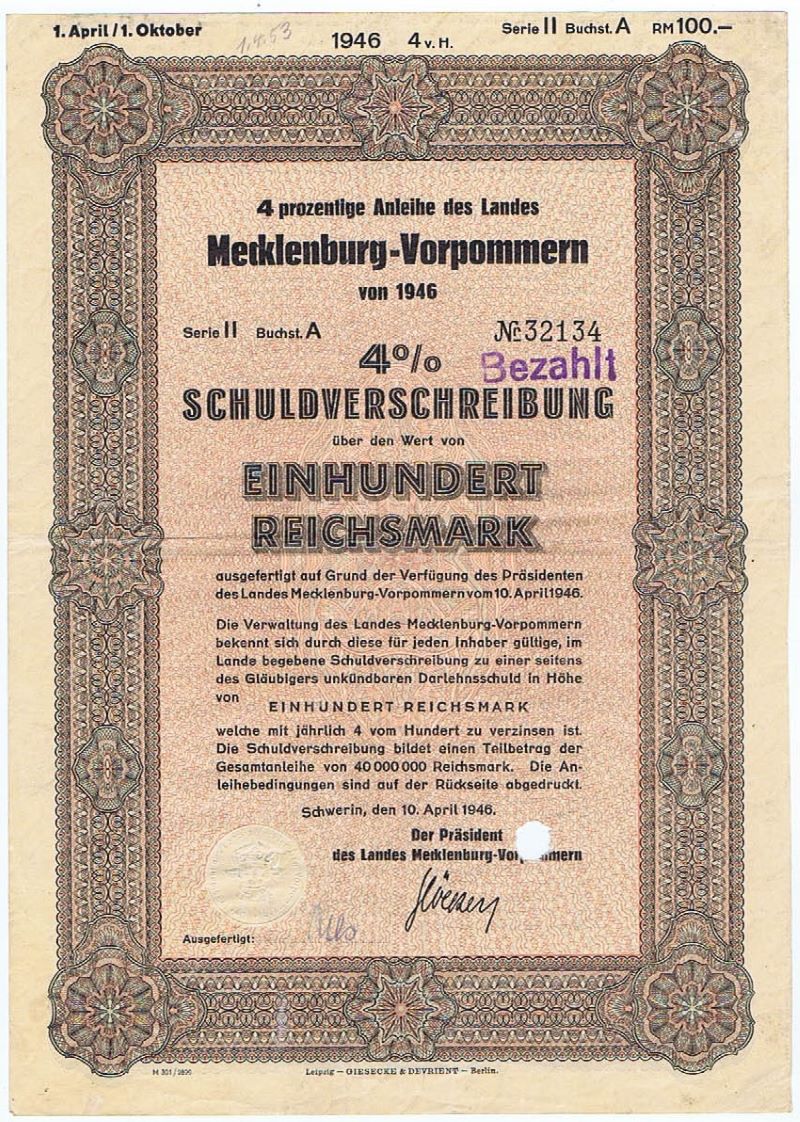 1. April / 1. Oktober
1.4.53
1946 4 v. H.
Serie II Buchst. A RM 100.—
4 prozentige Anleihe des Landes
Mecklenburg-Vorpommern
von 1946
Serie II Buchst. A № 32134
4% Bezahlt
SCHULDVERSCHREIBUNG
über den Wert von
EINHUNDERT
REICHSMARK
ausgefertigt auf Grund der Verfügung des Präsidenten
des Landes Mecklenburg-Vorpommern vom 10. April 1946.
Die Verwaltung des Landes Mecklenburg-Vorpommern
bekennt sich durch diese für jeden Inhaber gültige, im
Lande begebene Schuldverschreibung zu einer seitens
des Gläubigers unkündbaren Darlehnsschuld in Höhe
von
EINHUNDERT REICHSMARK
welche mit jährlich 4 vom Hundert zu verzinsen ist.
Die Schuldverschreibung bildet einen Teilbetrag der
Gesamtanleihe von 40 000 000 Reichsmark. Die An-
leihebedingungen sind auf der Rückseite abgedruckt.
Schwerin, den 10. April 1946.
Der Präsident
des Landes Mecklenburg-Vorpommern
Ausgefertigt:
M 301 / 2896
Leipzig — GIESECKE & DEVRIENT — Berlin.